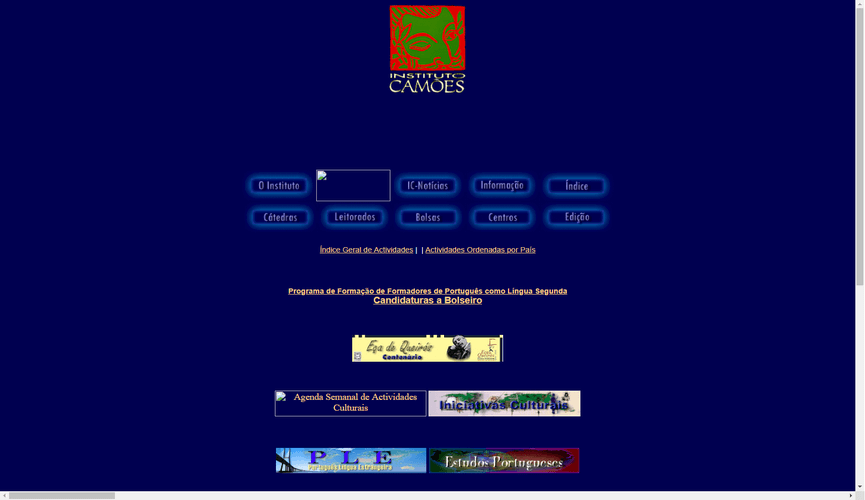 INSTITUTO
CAMÕES
O Instituto
IC-Notícias
Informação
Índice
Cátedras
Leitorados
Bolsas
Centros
Edição
Índice Geral de Actividades | | Actividades Ordenadas por País
Programa de Formação de Formadores de Português como Língua Segunda
Candidaturas a Bolseiro
Eça de Queirós
Centenário
Agenda Semanal de Actividades
Culturais
Iniciativas Culturais
PLE
Português Língua Estrangeira
Estudos Portugueses